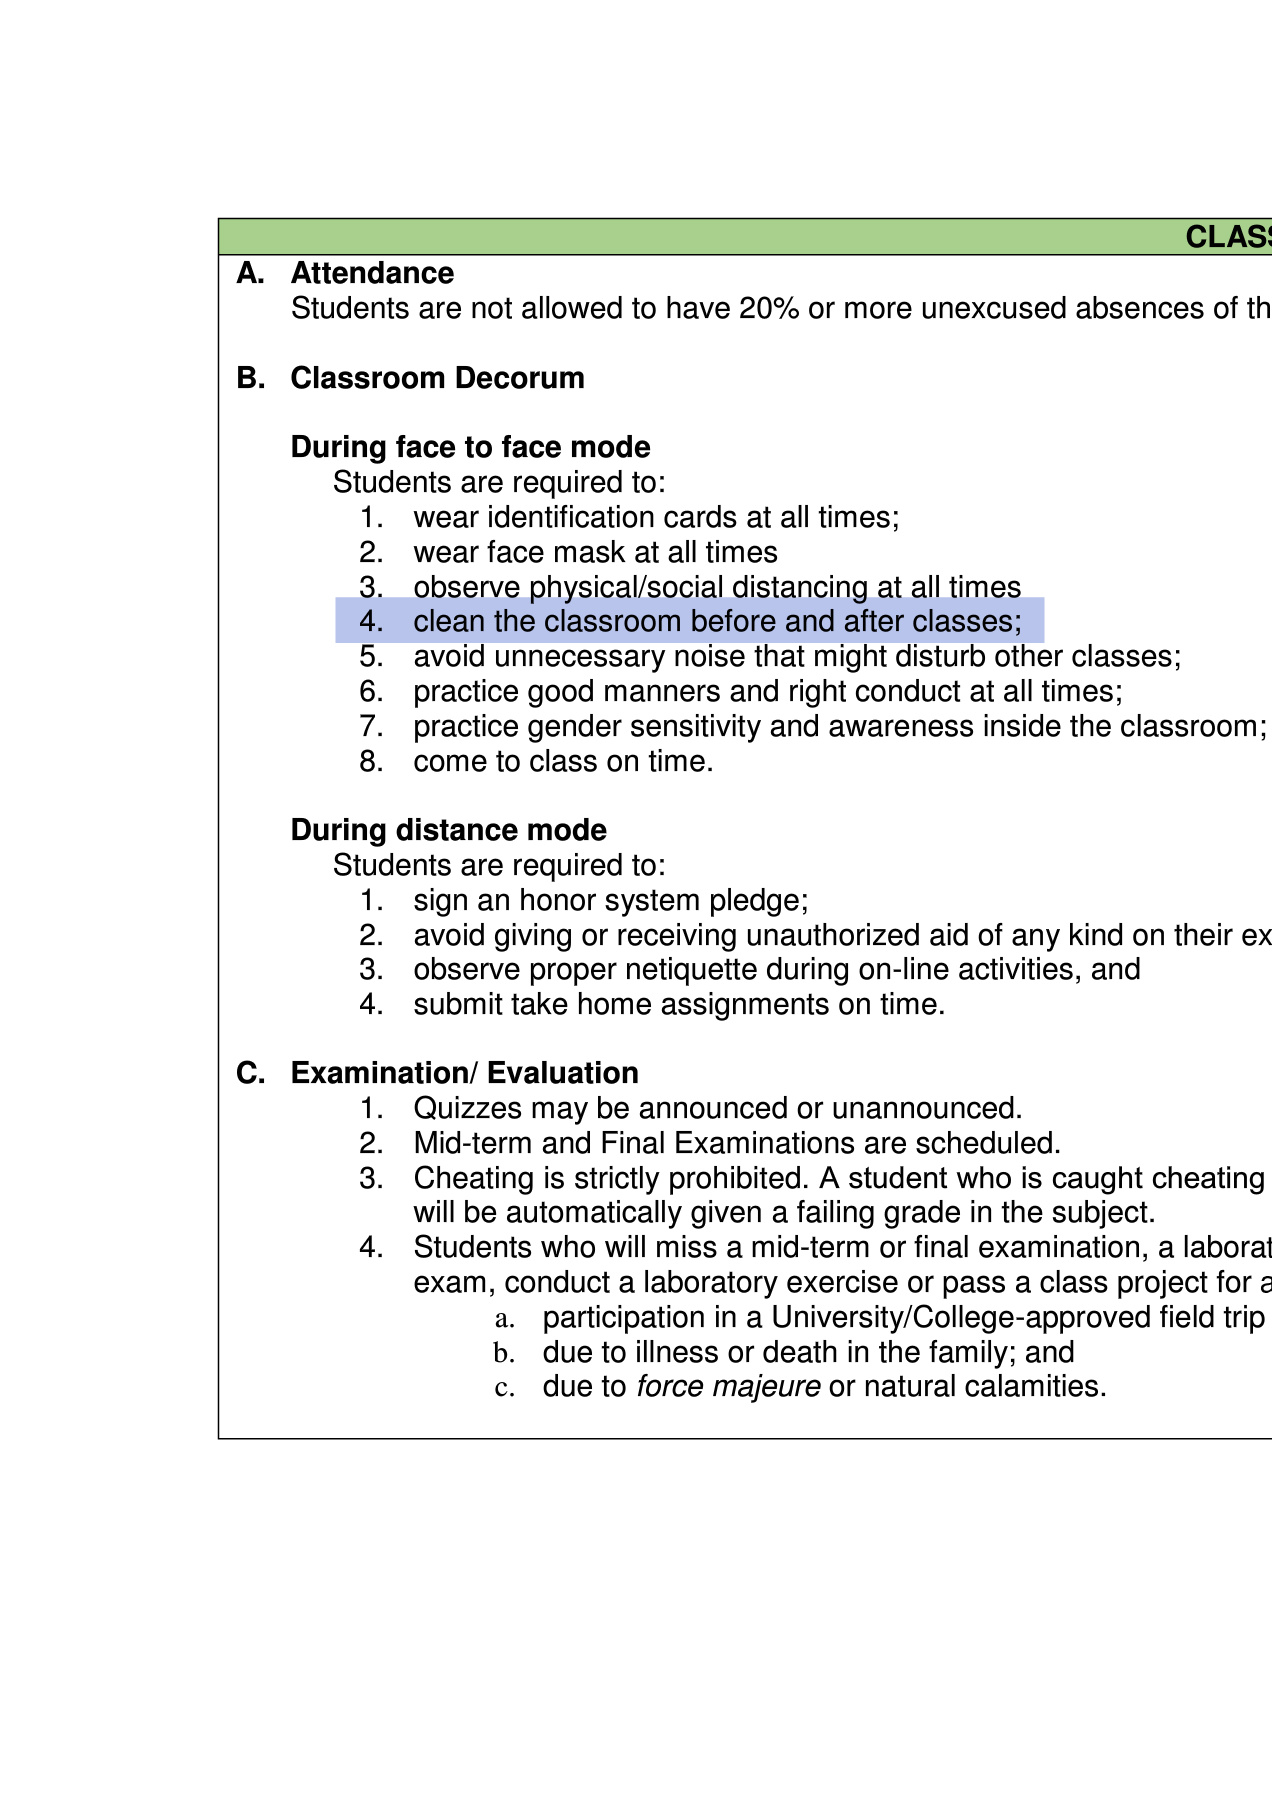 CLASS
A. Attendance
Students are not allowed to have 20% or more unexcused absences of th
B. Classroom Decorum
During face to face mode
Students are required to:
1. wear identification cards at all times;
2. wear face mask at all times
3. observe physical/social distancing at all times
4. clean the classroom before and after classes;
5. avoid unnecessary noise that might disturb other classes;
6. practice good manners and right conduct at all times;
7. practice gender sensitivity and awareness inside the classroom;
8. come to class on time.
During distance mode
Students are required to:
1. sign an honor system pledge;
2. avoid giving or receiving unauthorized aid of any kind on their ex
3. observe proper netiquette during on-line activities, and
4. submit take home assignments on time.
C. Examination/ Evaluation
1. Quizzes may be announced or unannounced.
2. Mid-term and Final Examinations are scheduled.
3. Cheating is strictly prohibited. A student who is caught cheating
will be automatically given a failing grade in the subject.
4. Students who will miss a mid-term or final examination, a laborat
exam, conduct a laboratory exercise or pass a class project for a
a. participation in a University/College-approved field trip
b. due to illness or death in the family; and
c. due to force majeure or natural calamities.